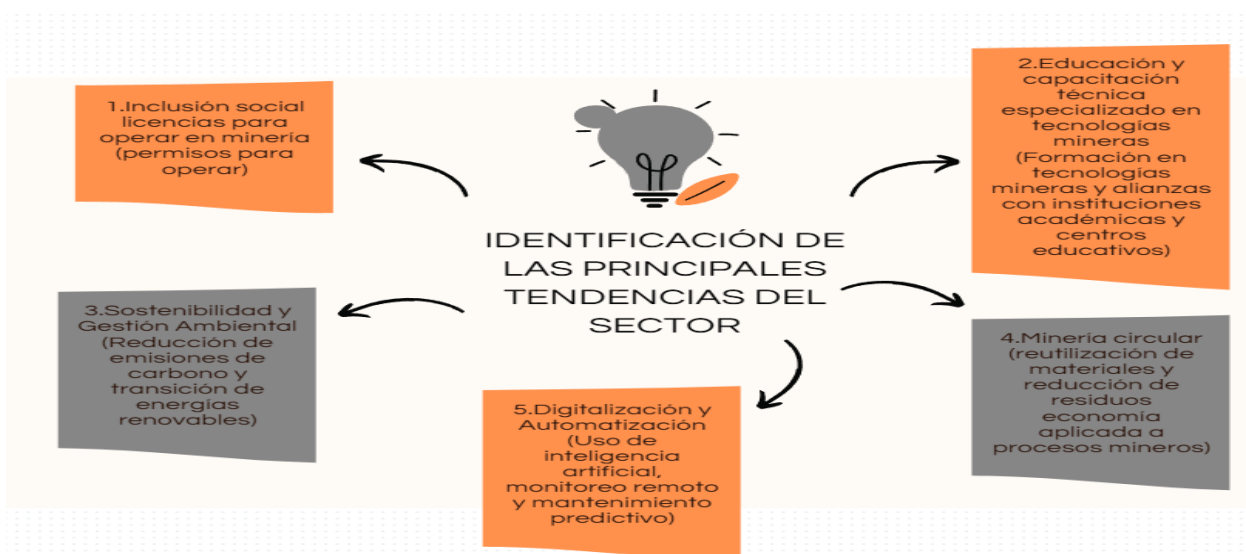 1.Inclusión social
licencias para
operar en minería
(permisos para
operar)
2.Educación y
capacitación
técnica
especializado en
tecnologías
mineras
(Formación en
tecnologías
mineras y alianzas
con instituciones
académicas y
centros
educativos)
IDENTIFICACIÓN DE
LAS PRINCIPALES
TENDENCIAS DEL
SECTOR
3.Sostenibilidad y
Gestión Ambiental
(Reducción de
emisiones de
carbono y
transición de
energías
renovables)
4.Minería circular
(reutilización de
materiales y
reducción de
residuos
economía
aplicada a
procesos mineros)
5.Digitalización y
Automatización
(Uso de
inteligencia
artificial,
monitoreo remoto
y mantenimiento
predictivo)